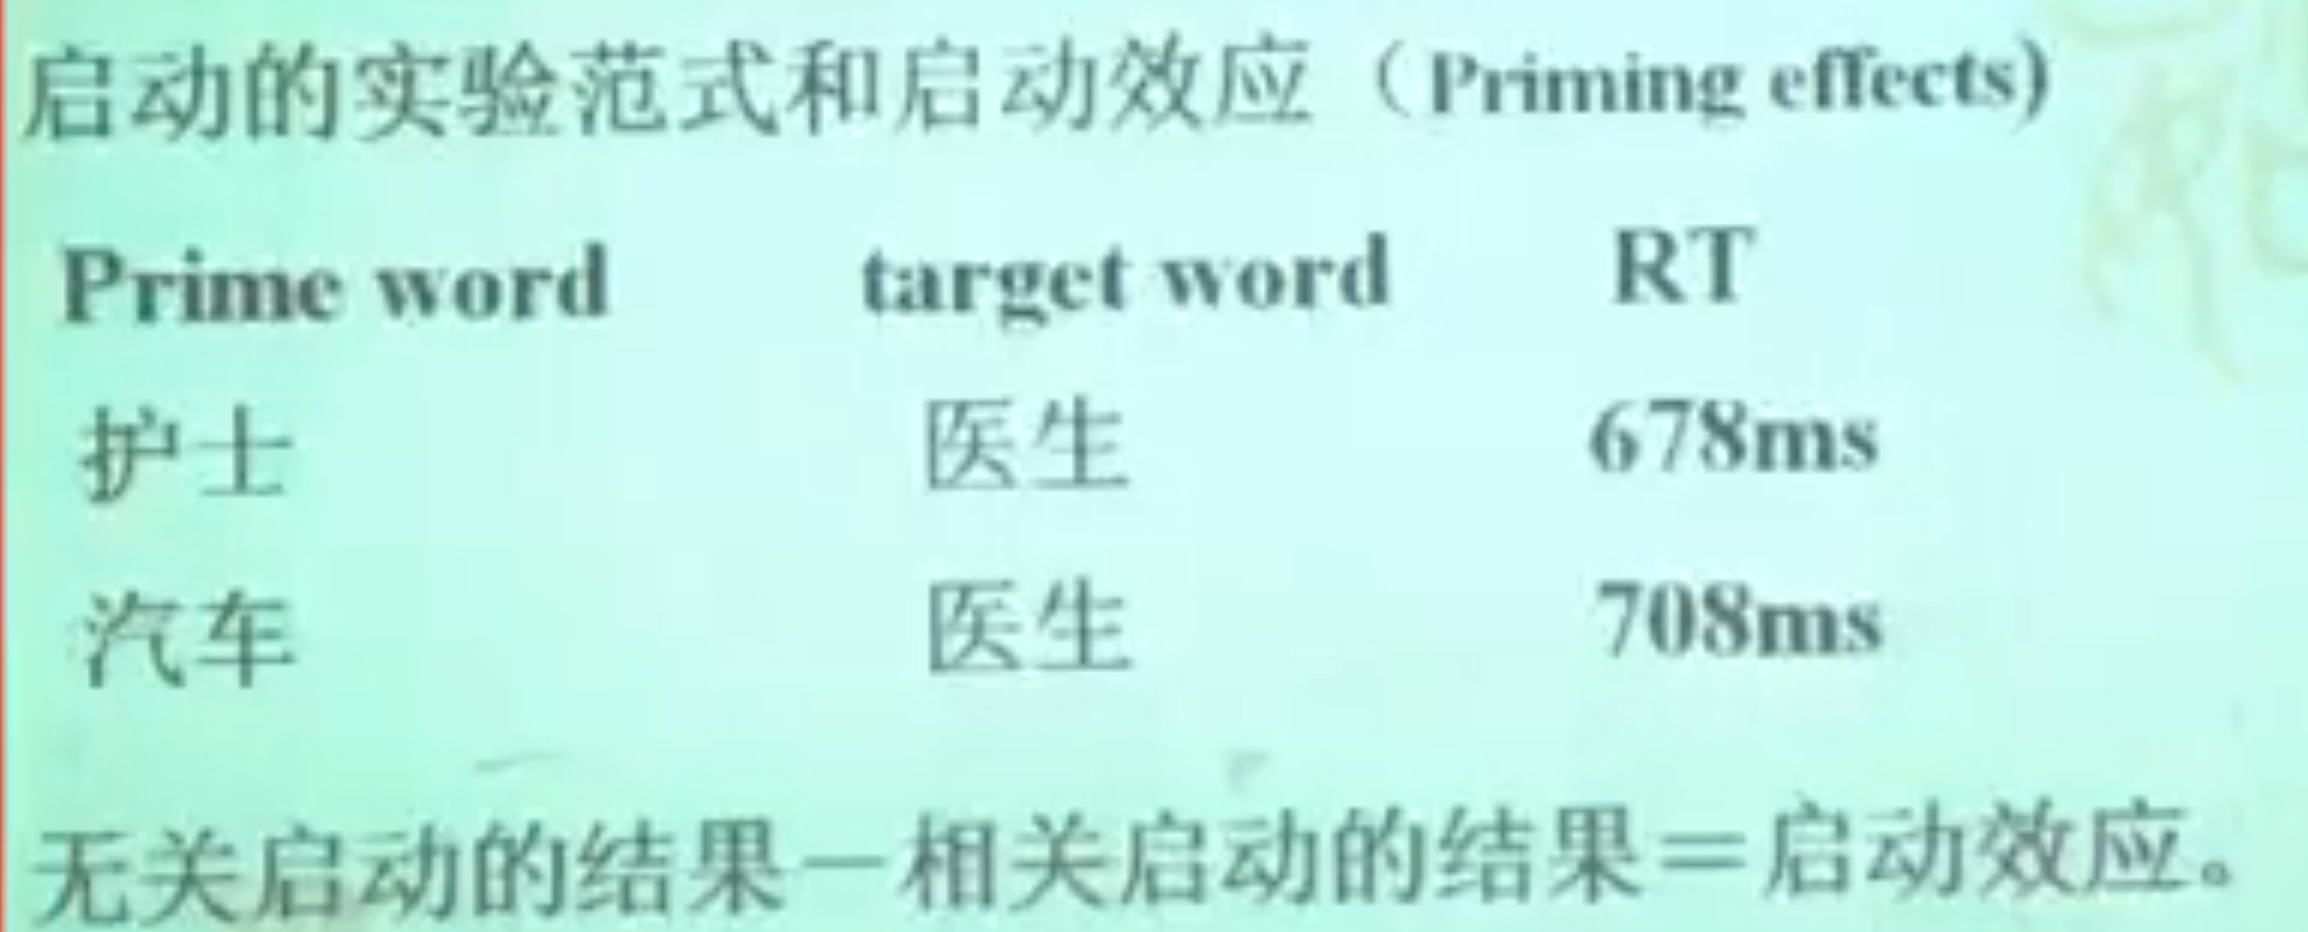 启动的实验范式和启动效应（Priming effects)
Prime word target word RT
护士 医生 678ms
汽车 医生 708ms
无关启动的结果－相关启动的结果＝启动效应。